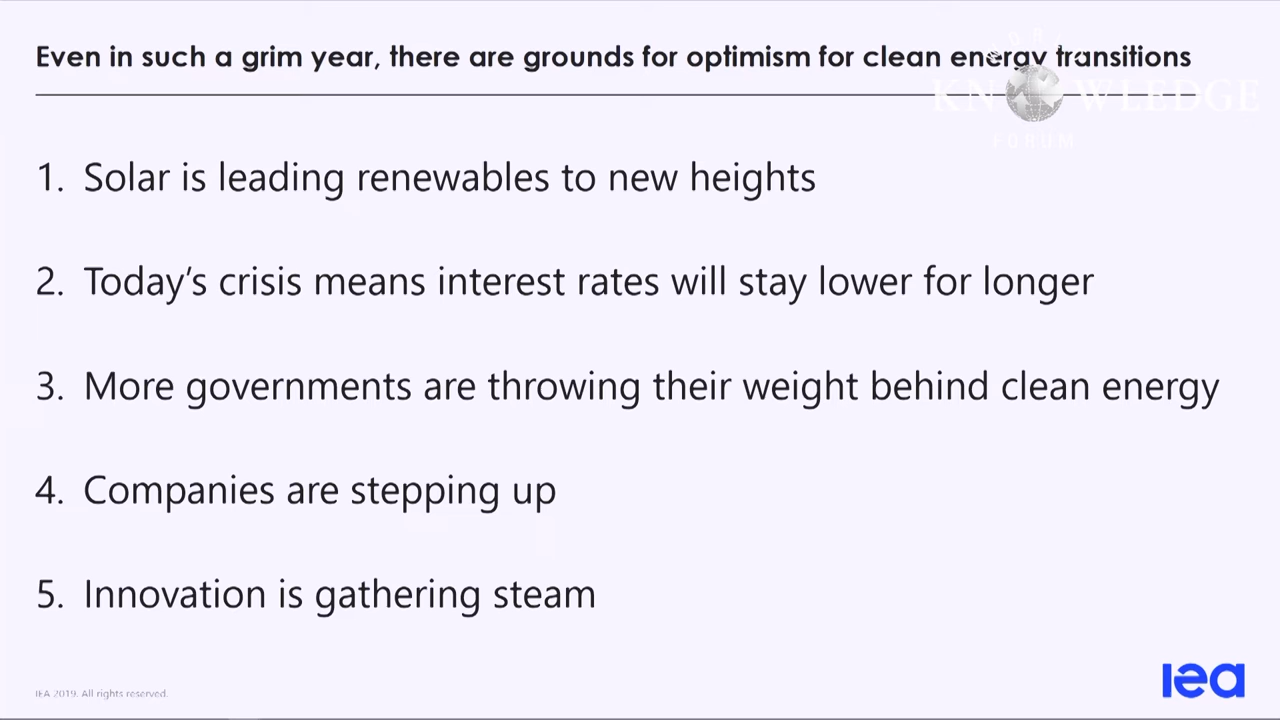 Even in such a grim year, there are grounds for optimism for clean energy transitions
WORLD
KNOWLEDGE
FORUM
1. Solar is leading renewables to new heights
2. Today's crisis means interest rates will stay lower for longer
3. More governments are throwing their weight behind clean energy
4. Companies are stepping up
5. Innovation is gathering steam
IEA 2019. All rights reserved.
iea